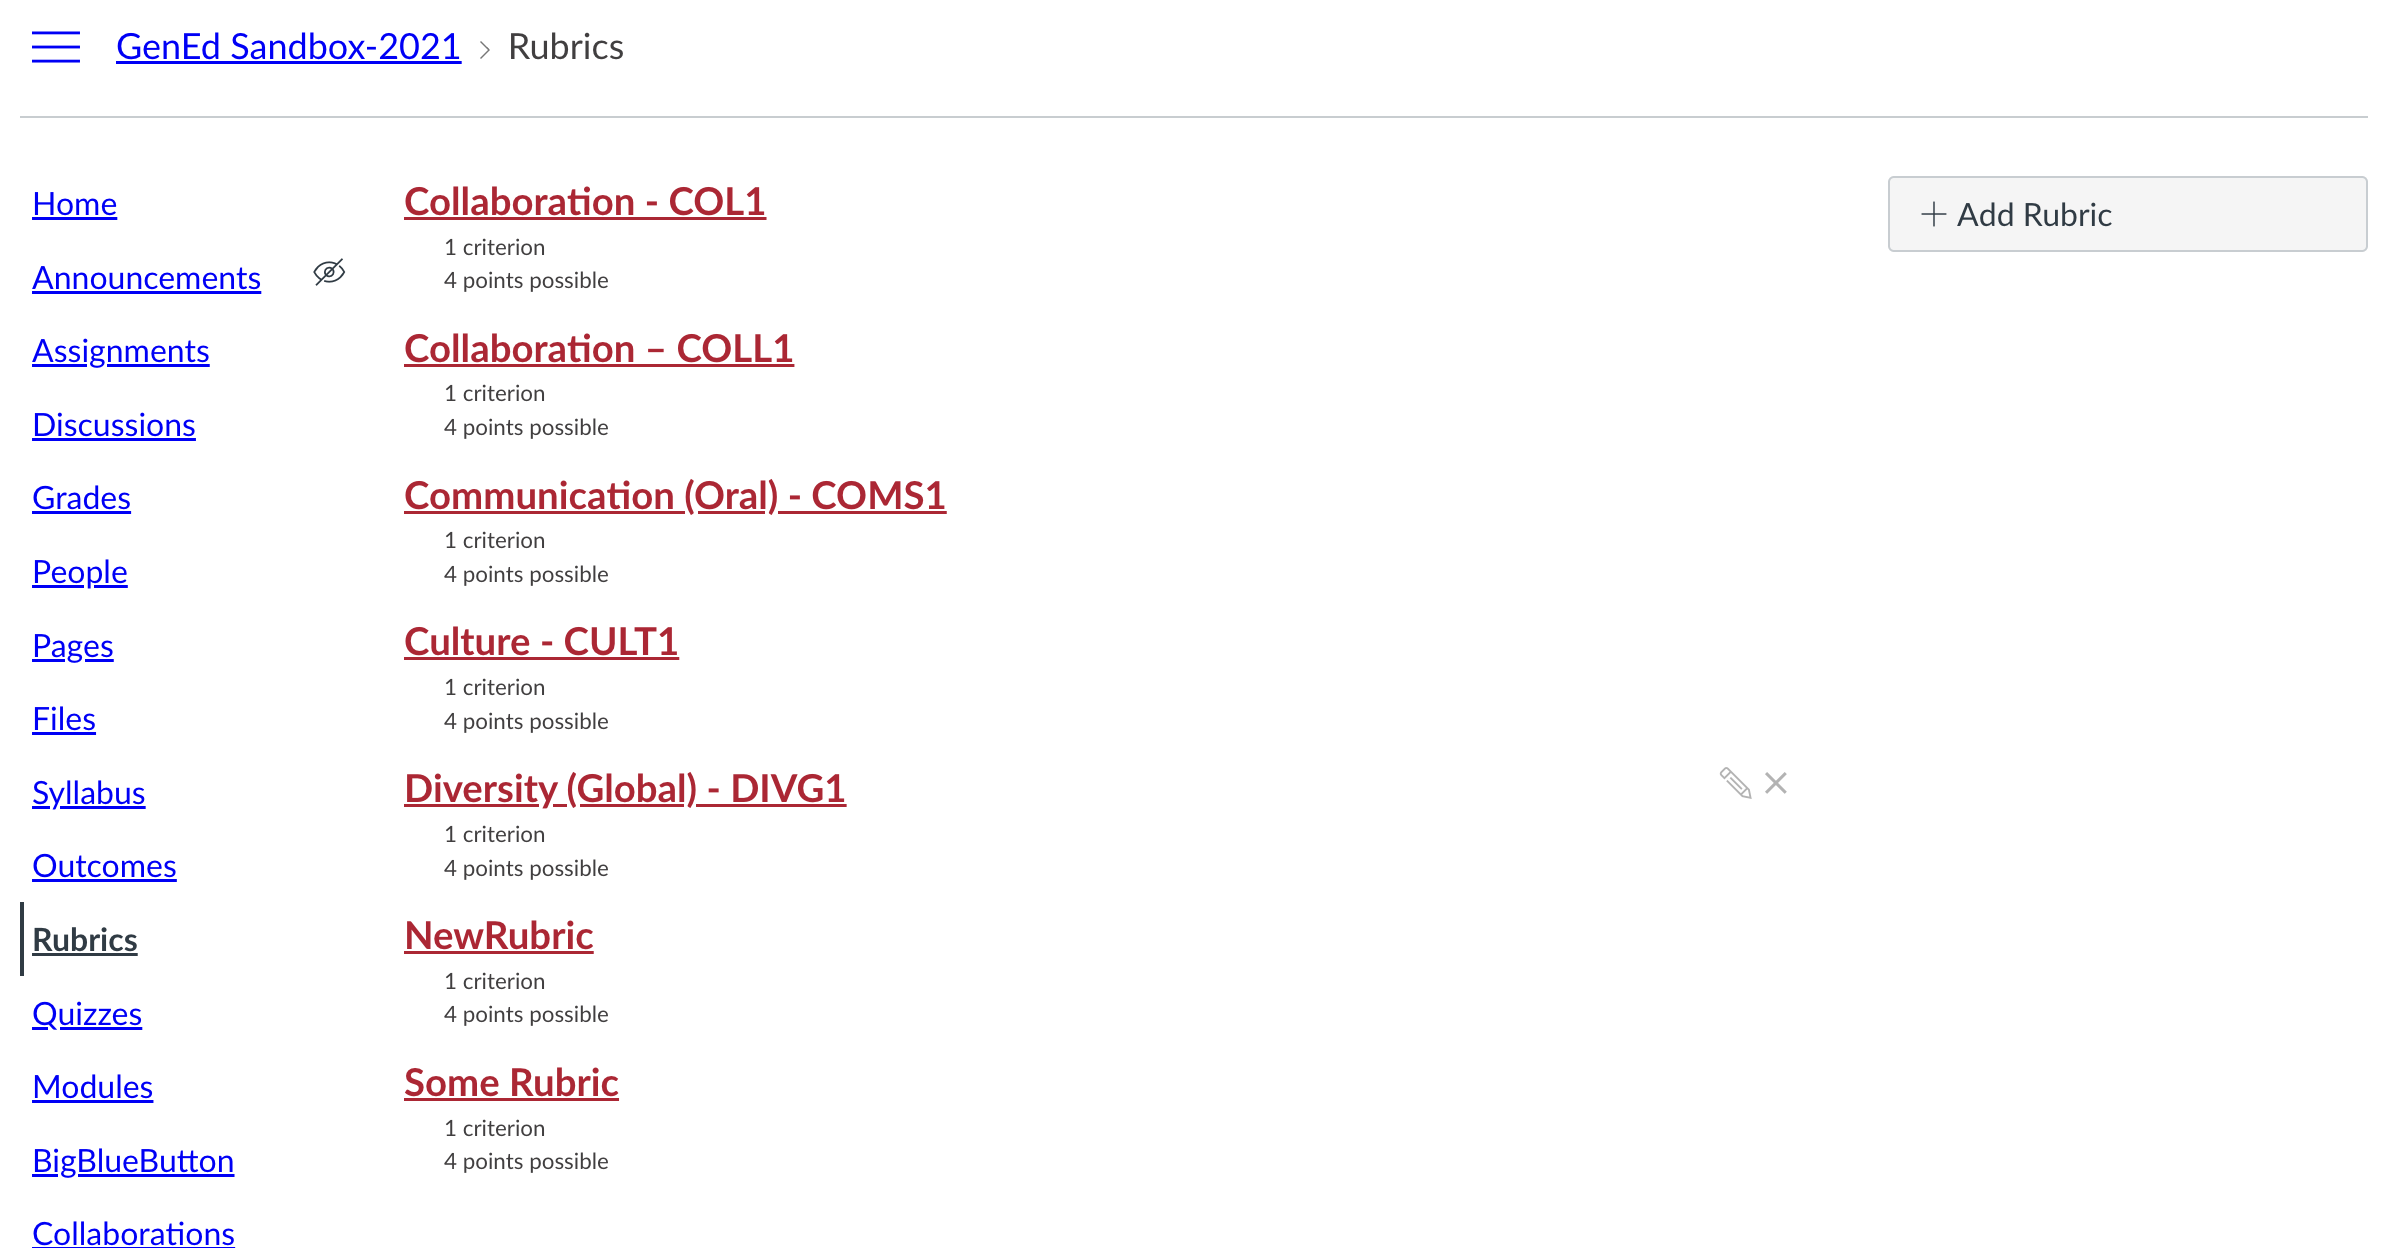 GenEd Sandbox-2021 › Rubrics
Home
Announcements
Assignments
Discussions
Grades
People
Pages
Files
Syllabus
Outcomes
Rubrics
Quizzes
Modules
BigBlueButton
Collaborations
Collaboration - COL1
1 criterion
4 points possible
Collaboration – COLL1
1 criterion
4 points possible
Communication (Oral) - COMS1
1 criterion
4 points possible
Culture - CULT1
1 criterion
4 points possible
Diversity (Global) - DIVG1
1 criterion
4 points possible
NewRubric
1 criterion
4 points possible
Some Rubric
1 criterion
4 points possible
+ Add Rubric